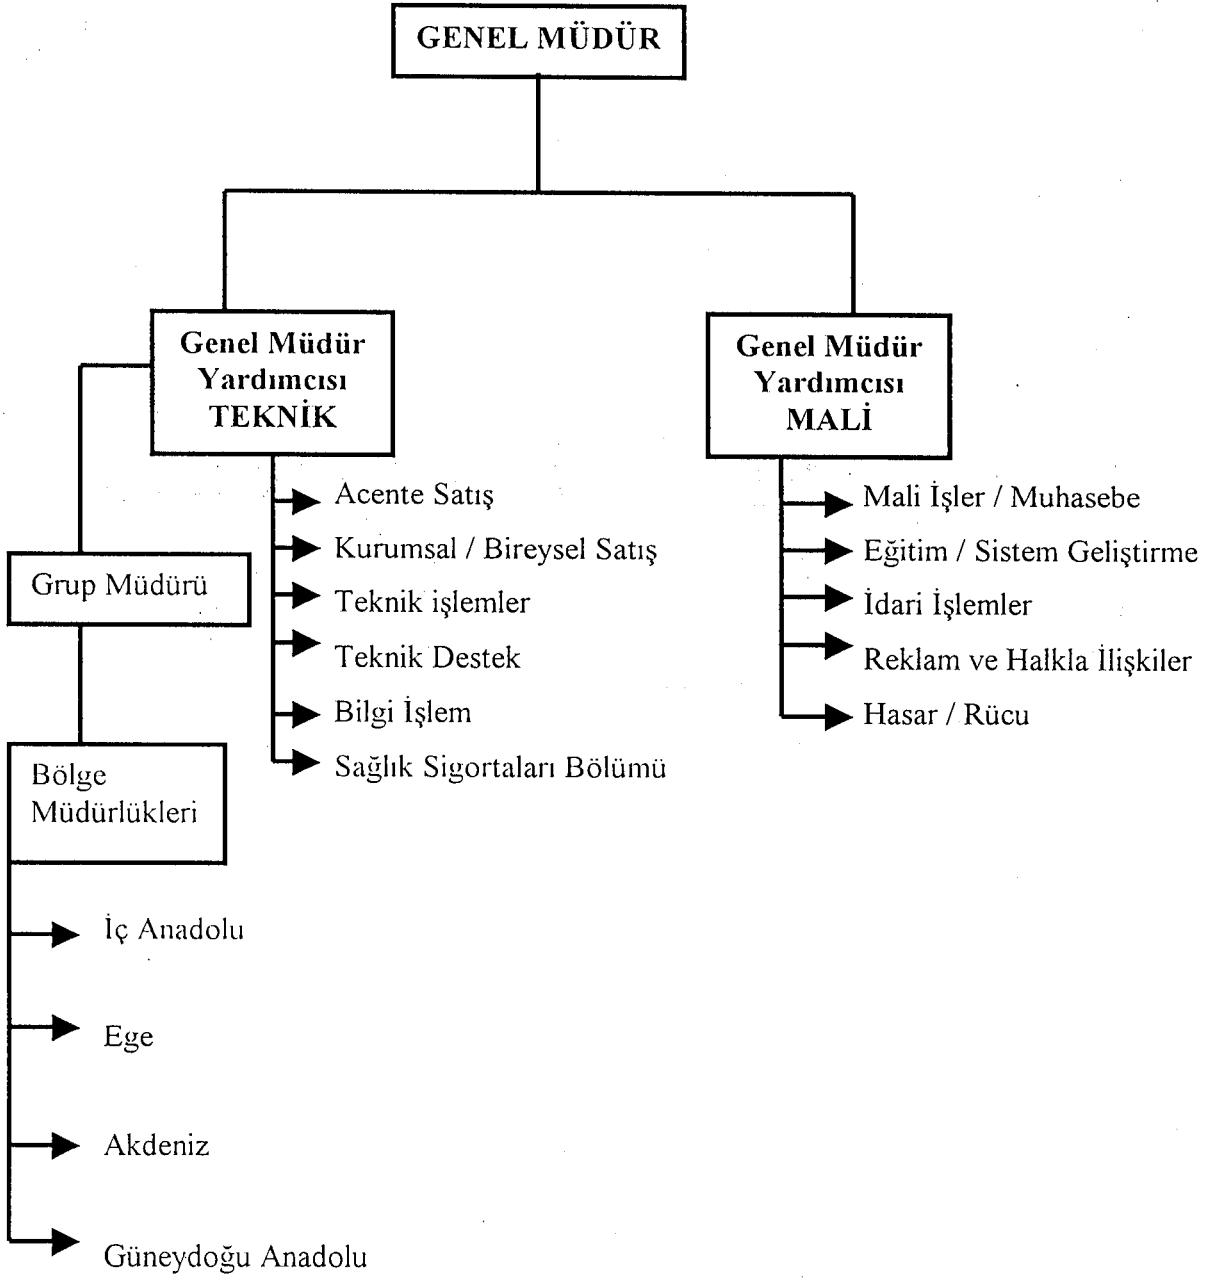 GENEL MÜDÜR
Genel Müdür
Yardımcısı
TEKNİK
Genel Müdür
Yardımcısı
MALİ
Acente Satış
Kurumsal / Bireysel Satış
Teknik işlemler
Teknik Destek
Bilgi İşlem
Sağlık Sigortaları Bölümü
Mali İşler / Muhasebe
Eğitim / Sistem Geliştirme
İdari İşlemler
Reklam ve Halkla İlişkiler
Hasar / Rücu
Grup Müdürü
Bölge
Müdürlükleri
İç Anadolu
Ege
Akdeniz
Güneydoğu Anadolu